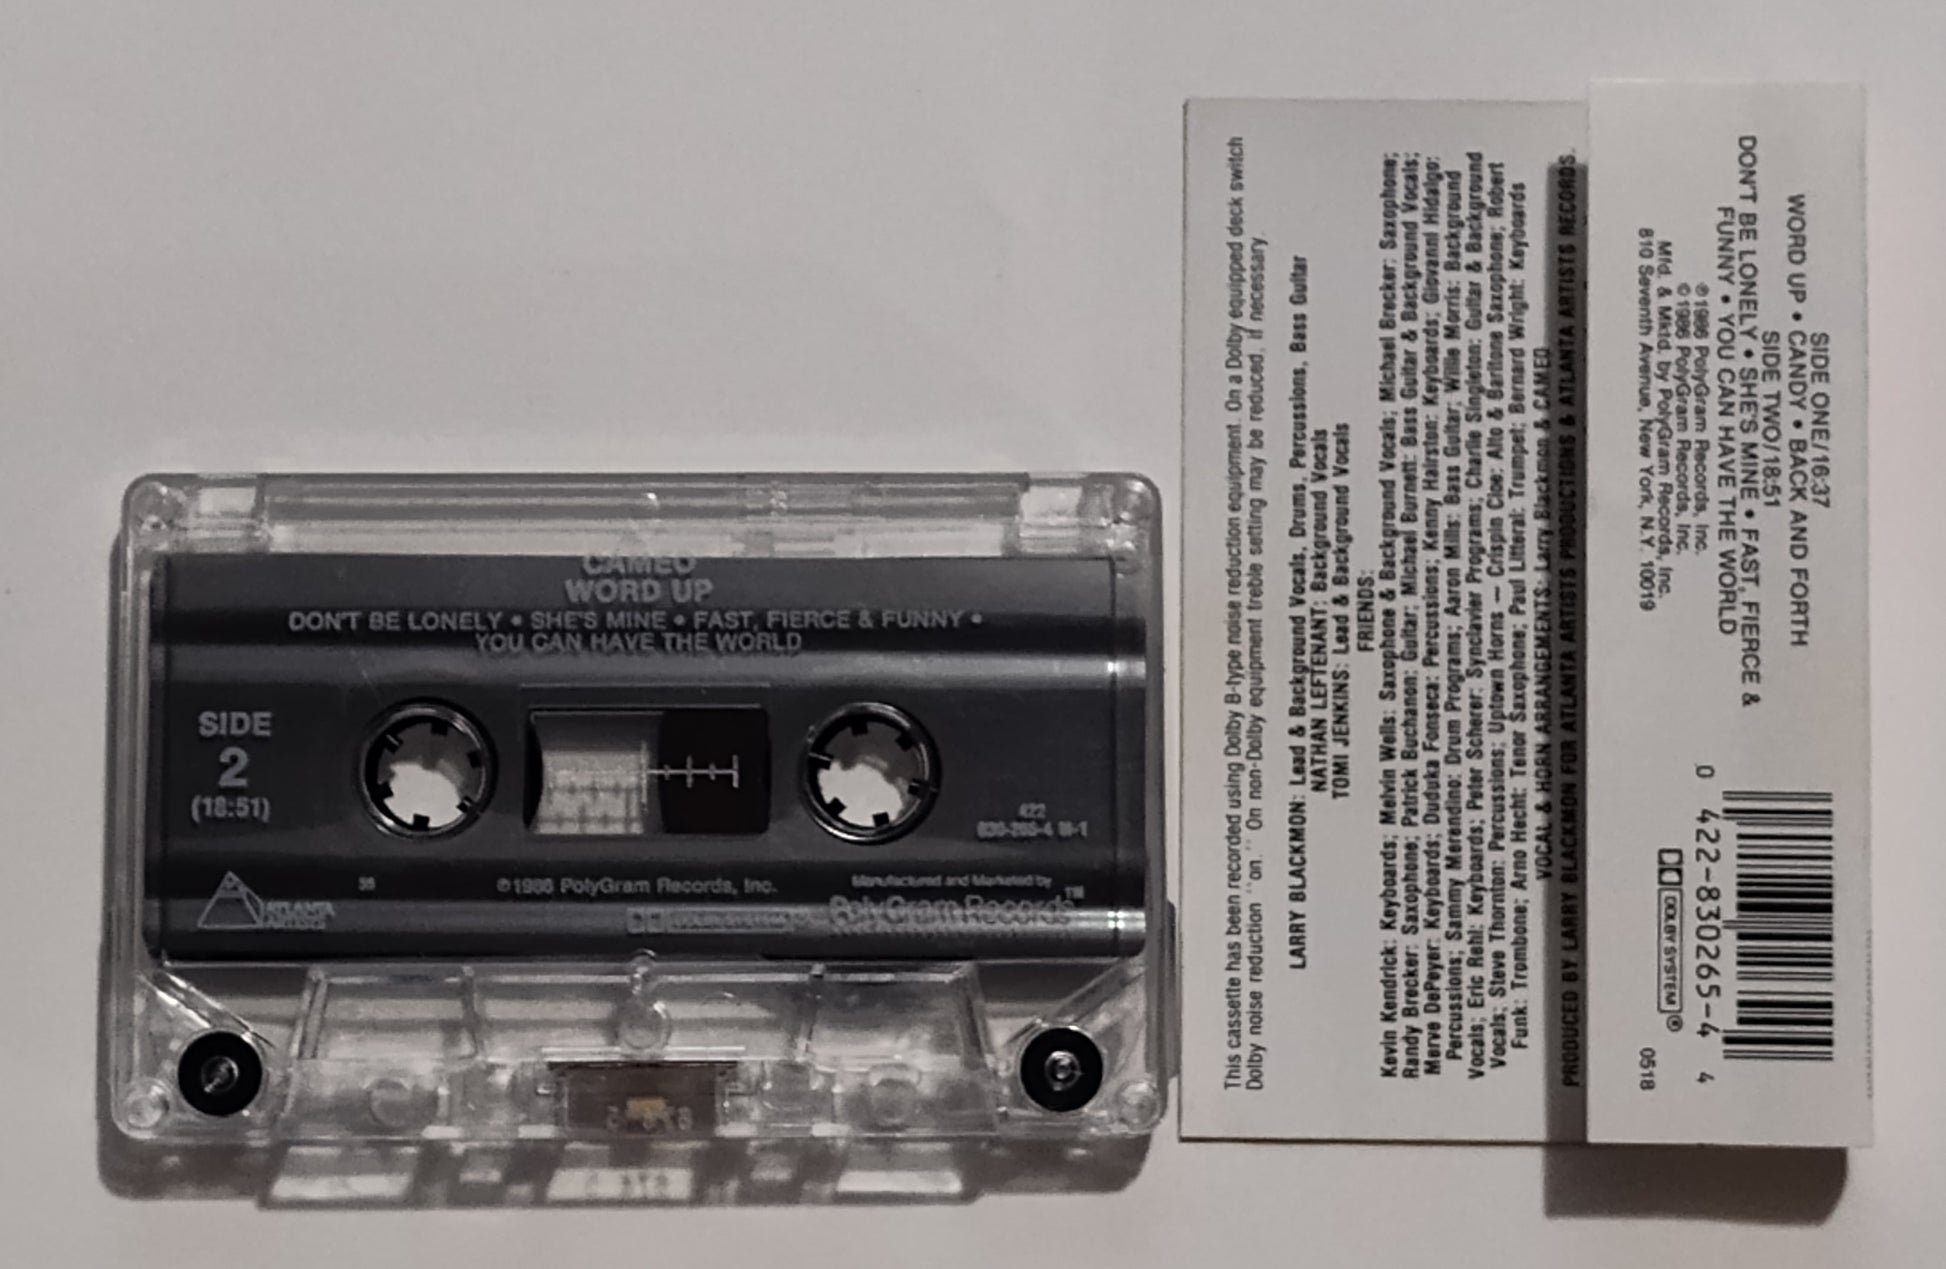 CAMEO
WORD UP
DON'T BE LONELY • SHE'S MINE • FAST, FIERCE & FUNNY •
YOU CAN HAVE THE WORLD
SIDE
2
(18:51)
422
830-265-4 M-1
35
℗1986 PolyGram Records, Inc.
Manufactured and Marketed by
PolyGram Records™
ATLANTA
ARTISTS
DOLBY SYSTEM
This cassette has been recorded using Dolby B-type noise reduction equipment. On a Dolby equipped deck switch
Dolby noise reduction "on." On non-Dolby equipment treble setting may be reduced, if necessary.
LARRY BLACKMON: Lead & Background Vocals, Drums, Percussions, Bass Guitar
NATHAN LEFTENANT: Background Vocals
TOMI JENKINS: Lead & Background Vocals
FRIENDS:
Kevin Kendrick: Keyboards; Melvin Wells: Saxophone & Background Vocals; Michael Brecker: Saxophone;
Randy Brecker: Saxophone; Patrick Buchanon: Guitar; Michael Burnett: Bass Guitar & Background Vocals;
Merve DePeyer: Keyboards; Duduka Fonseca: Percussions; Kenny Hairston: Keyboards; Giovanni Hidalgo:
Percussions; Sammy Merendino: Drum Programs; Aaron Mills: Bass Guitar; Willie Morris: Background
Vocals; Eric Rehl: Keyboards; Peter Scherer: Synclavier Programs; Charlie Singleton: Guitar & Background
Vocals; Steve Thornton: Percussions; Uptown Horns — Crispin Cioe: Alto & Baritone Saxophone; Robert
Funk: Trombone; Arno Hecht: Tenor Saxophone; Paul Litteral: Trumpet; Bernard Wright: Keyboards
VOCAL & HORN ARRANGEMENTS: Larry Blackmon & CAMEO
PRODUCED BY LARRY BLACKMON FOR ATLANTA ARTISTS PRODUCTIONS & ATLANTA ARTISTS RECORDS.
SIDE ONE/16:37
WORD UP • CANDY • BACK AND FORTH
SIDE TWO/18:51
DON'T BE LONELY • SHE'S MINE • FAST, FIERCE &
FUNNY • YOU CAN HAVE THE WORLD
℗1986 PolyGram Records, Inc.
©1986 PolyGram Records, Inc.
Mfd. & Mktd. by PolyGram Records, Inc.
810 Seventh Avenue, New York, N.Y. 10019
0 422-830265-4 4
DOLBY SYSTEM ®
0518